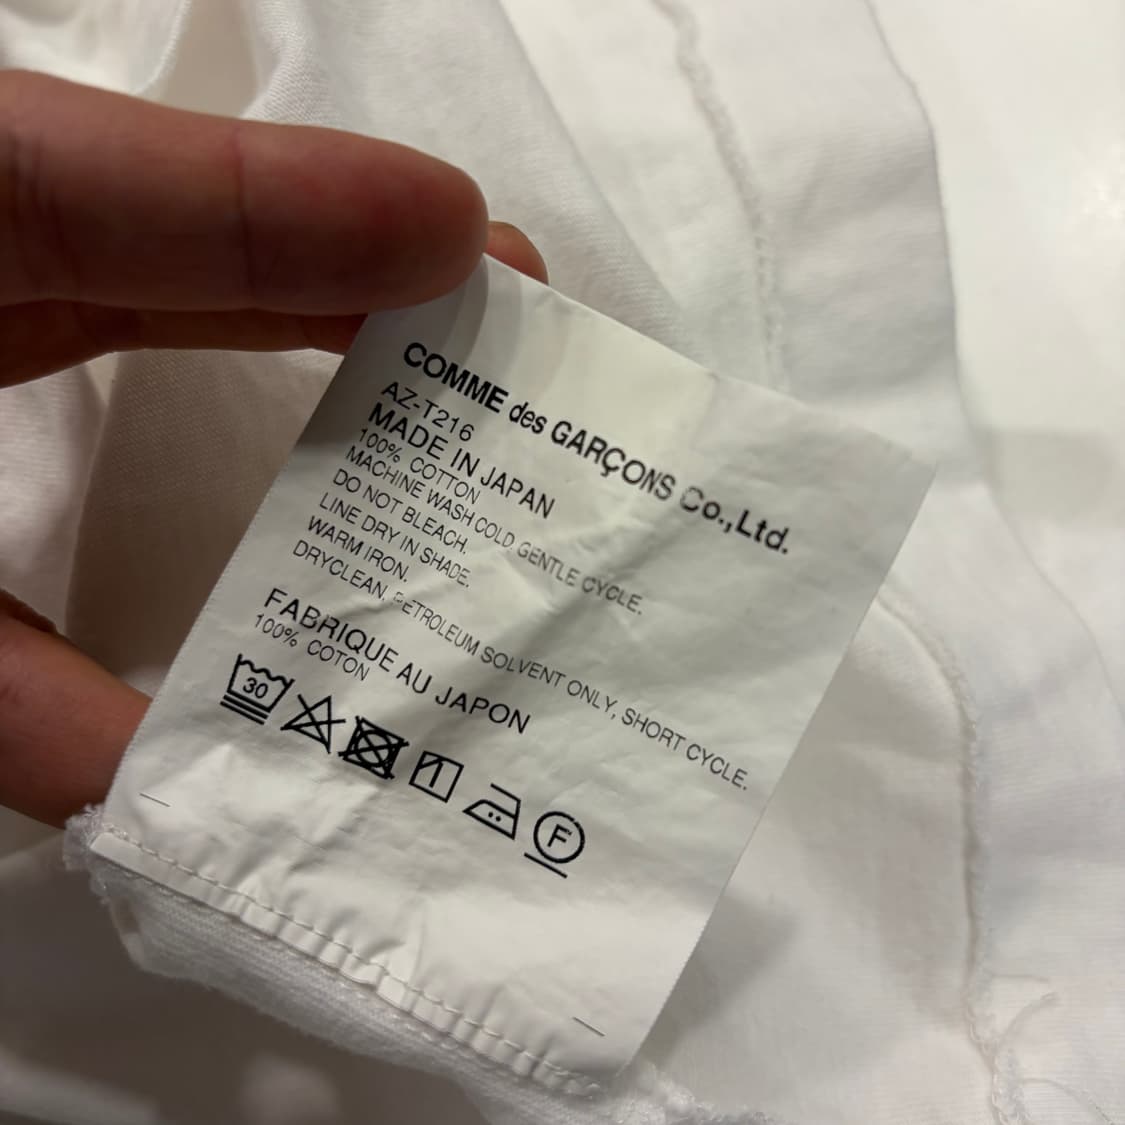 COMME des GARÇONS Co., Ltd.
AZ-T216
MADE IN JAPAN
100% COTTON
MACHINE WASH COLD. GENTLE CYCLE.
DO NOT BLEACH.
LINE DRY IN SHADE.
WARM IRON.
DRYCLEAN, PETROLEUM SOLVENT ONLY, SHORT CYCLE.
FABRIQUE AU JAPON
100% COTON
30 F